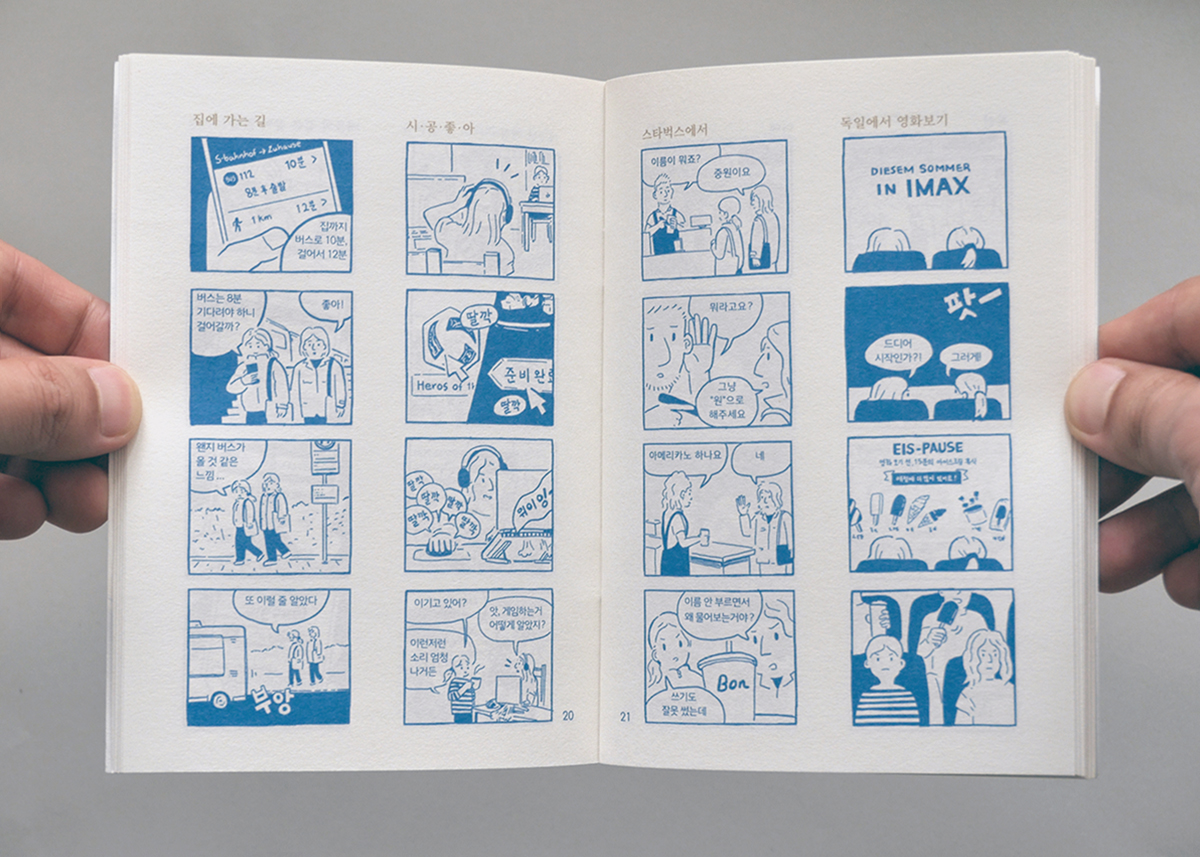 집에 가는 길
S-bahnhof → Zuhause
112
10분 >
8분 후 출발
1 km
12분 >
집까지
버스로 10분,
걸어서 12분
버스는 8분
기다려야 하니
걸어갈까?
좋아!
왠지 버스가
올 것 같은
느낌...
또 이럴 줄 알았다
부앙
시·공·좋·아
딸깍
Heros of th
준비완료
딸깍
딸깍
딸깍
딸깍
딸깍
딸깍
위이잉
이기고 있어?
앗, 게임하는거
어떻게 알았지?
이런저런
소리 엄청
나거든
20
스타벅스에서
이름이 뭐죠?
중원이요
뭐라고요?
그냥
"원"으로
해주세요
아메리카노 하나요
네
이름 안 부르면서
왜 물어보는거야?
Bon
쓰기도
잘못 썼는데
21
독일에서 영화보기
DIESEM SOMMER
IN IMAX
팟—
드디어
시작인가?!
그러게!
EIS-PAUSE